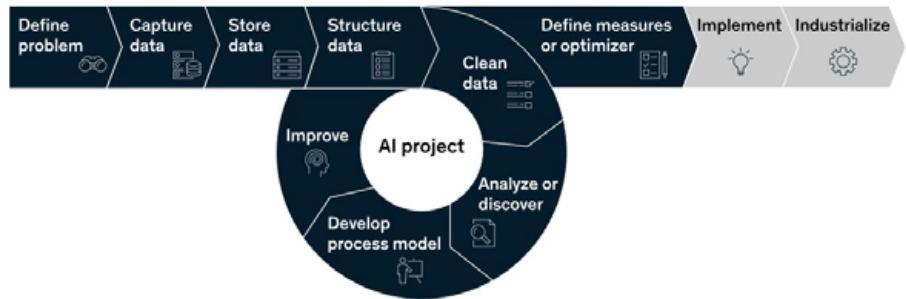 Define
problem
Capture
data
Store
data
Structure
data
Clean
data
Define measures
or optimizer
Implement
Industrialize
Improve
AI project
Analyze or
discover
Develop
process model